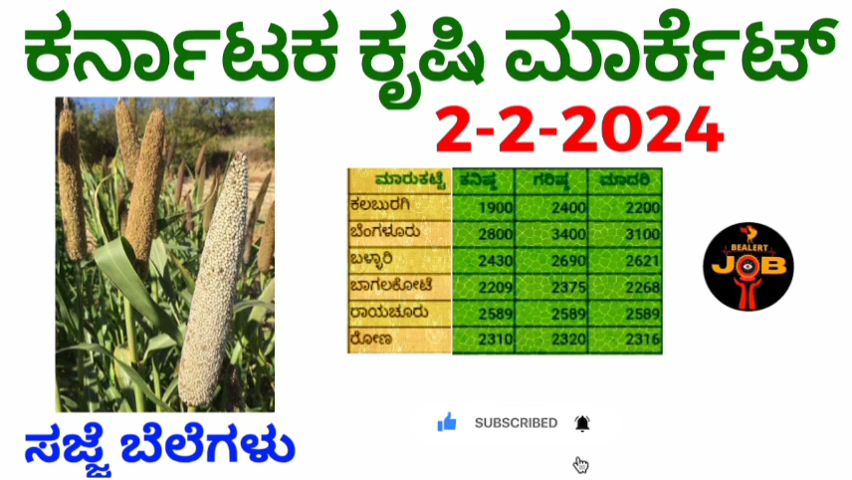 ಕರ್ನಾಟಕ ಕೃಷಿ ಮಾರ್ಕೆಟ್
2-2-2024
ಮಾರುಕಟ್ಟೆ ಕನಿಷ್ಠ ಗರಿಷ್ಠ ಮಾದರಿ
ಕಲಬುರಗಿ 1900 2400 2200
ಬೆಂಗಳೂರು 2800 3400 3100
ಬಳ್ಳಾರಿ 2430 2690 2621
ಬಾಗಲಕೋಟೆ 2209 2375 2268
ರಾಯಚೂರು 2589 2589 2589
ರೋಣ 2310 2320 2316
BEALERT
JOB
SUBSCRIBED
ಸಜ್ಜೆ ಬೆಲೆಗಳು